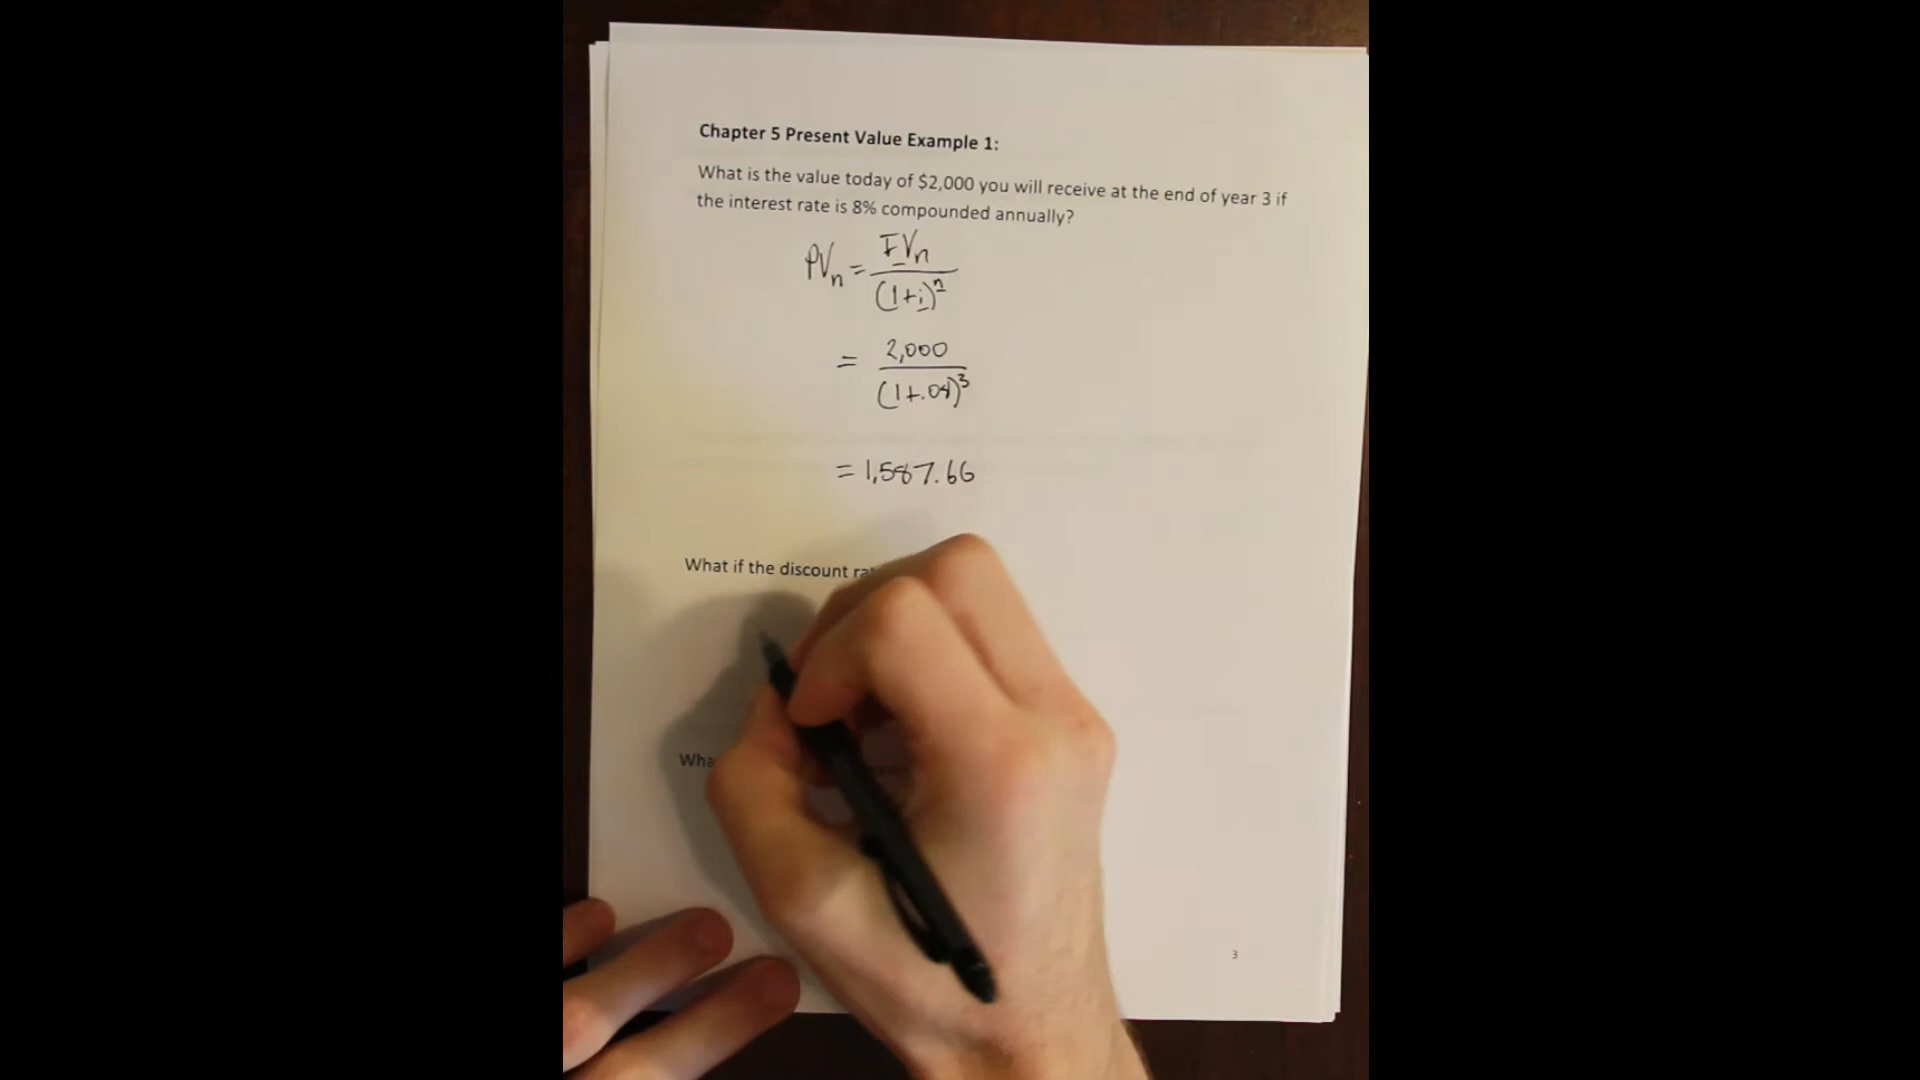 Chapter 5 Present Value Example 1:
What is the value today of $2,000 you will receive at the end of year 3 if
the interest rate is 8% compounded annually?
PVn = FVn
(1+i)^n
= 2,000
(1+.08)^3
= 1,587.66
What if the discount
3